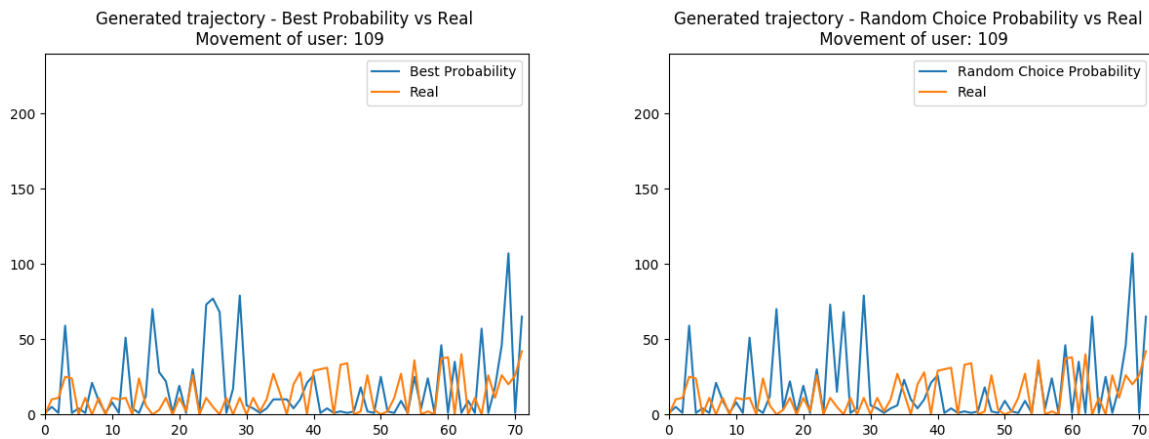 Generated trajectory - Best Probability vs Real
Movement of user: 109
Best Probability
Real
200
150
100
50
0
0 10 20 30 40 50 60 70
Generated trajectory - Random Choice Probability vs Real
Movement of user: 109
Random Choice Probability
Real
200
150
100
50
0
0 10 20 30 40 50 60 70